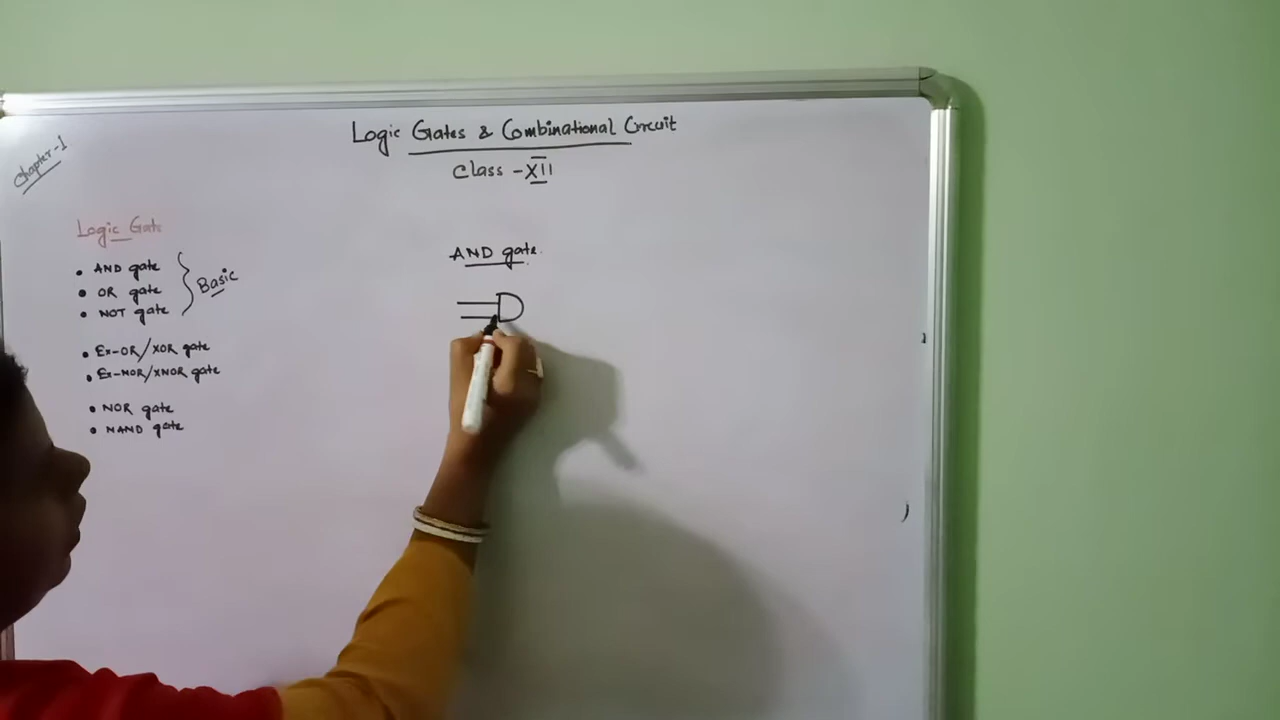 Chapter-1
Logic Gates & Combinational Circuit
Class - XII
Logic Gate
• AND gate
• OR gate
• NOT gate
Basic
• Ex-OR/XOR gate
• Ex-NOR/XNOR gate
• NOR gate
• NAND gate
AND gate